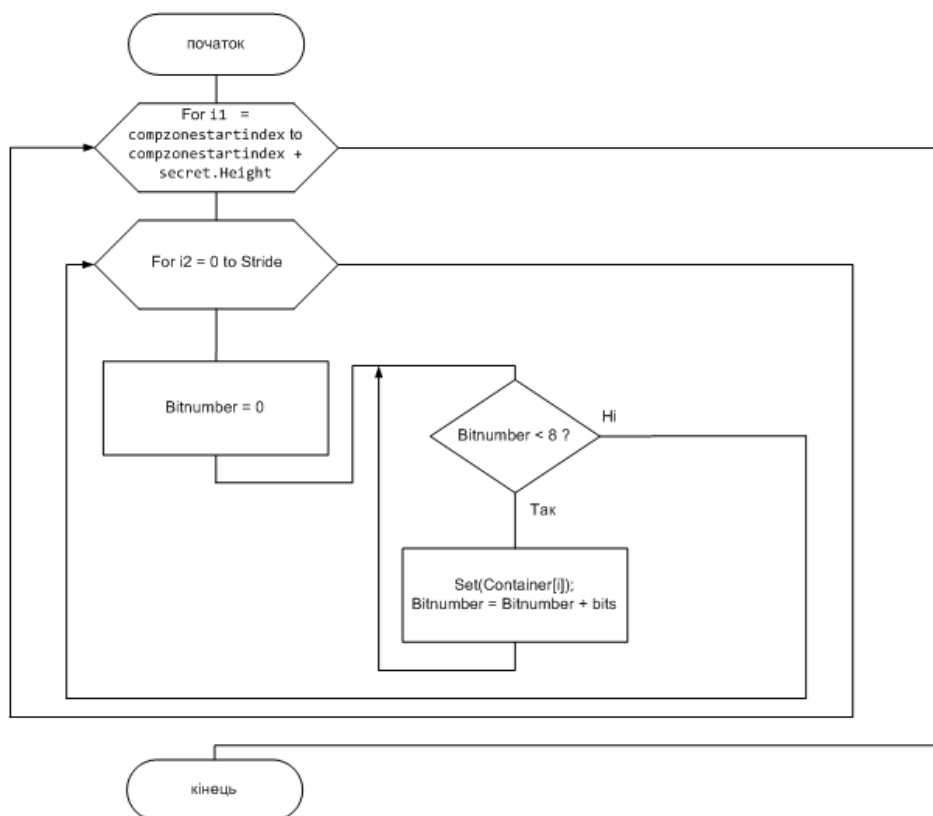 початок
For i1 =
compzonestartindex to
compzonestartindex +
secret.Height
For i2 = 0 to Stride
Bitnumber = 0
Bitnumber < 8 ?
Ні
Так
Set(Container[i]);
Bitnumber = Bitnumber + bits
кінець